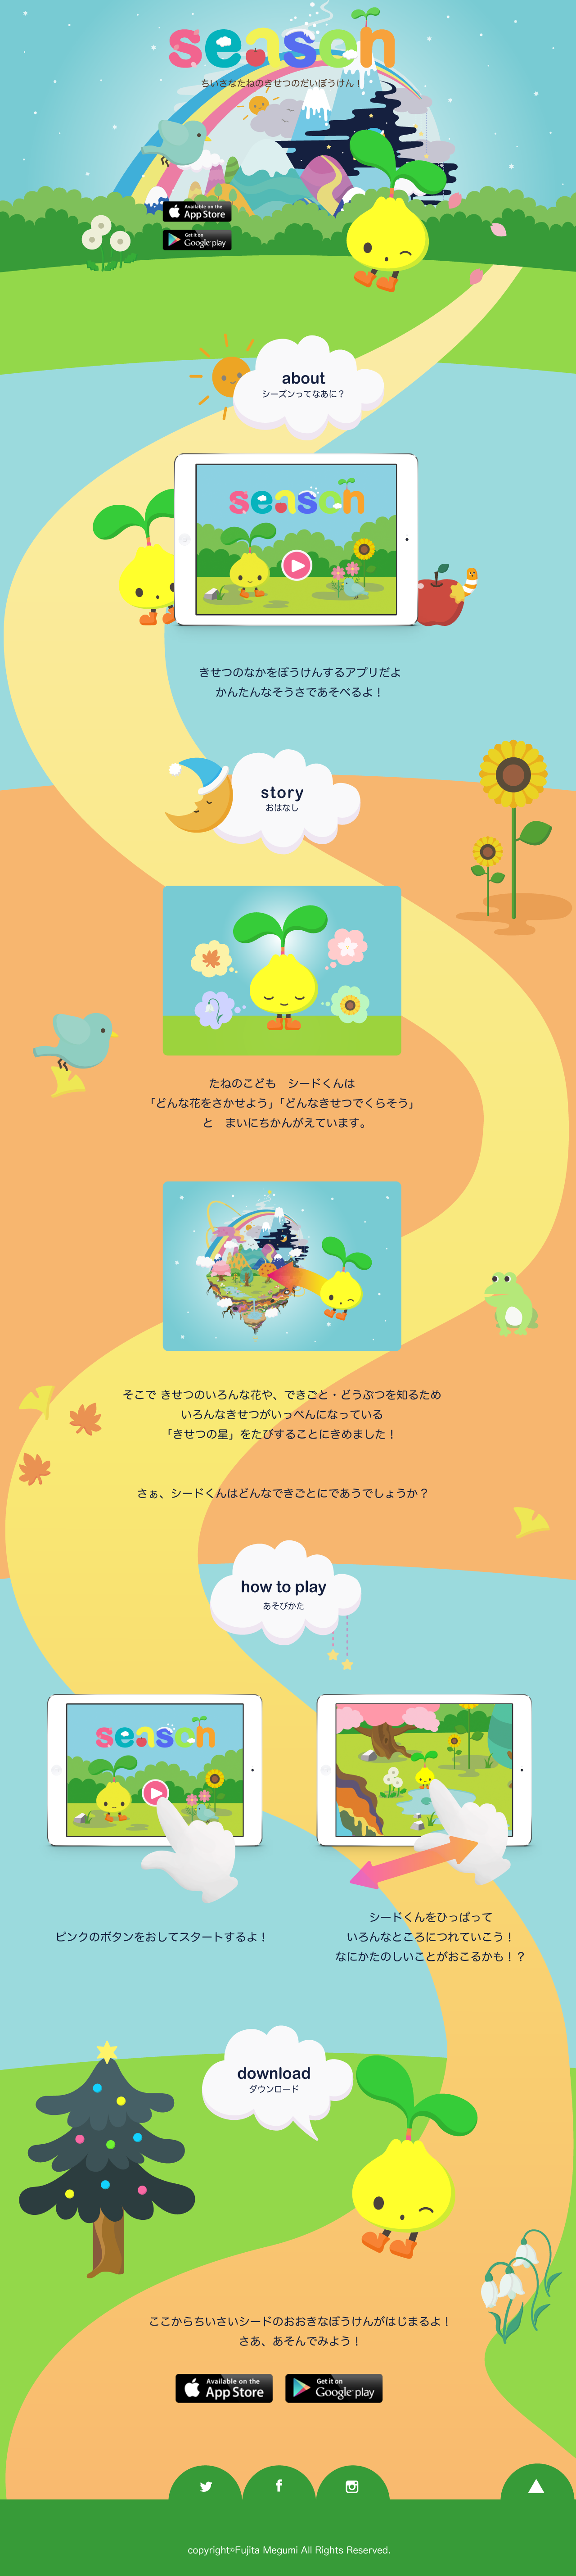 season
ちいさなたねのきせつのだいぼうけん！
Available on the
App Store
Get it on
Google play
about
シーズンってなあに？
season
きせつのなかをぼうけんするアプリだよ
かんたんなそうさであそべるよ！
story
おはなし
たねのこども　シードくんは
「どんな花をさかせよう」「どんなきせつでくらそう」
と　まいにちかんがえています。
そこで きせつのいろんな花や、できごと・どうぶつを知るため
いろんなきせつがいっぺんになっている
「きせつの星」をたびすることにきめました！
さぁ、シードくんはどんなできごとにであうでしょうか？
how to play
あそびかた
season
ピンクのボタンをおしてスタートするよ！
シードくんをひっぱって
いろんなところにつれていこう！
なにかたのしいことがおこるかも！？
download
ダウンロード
ここからちいさいシードのおおきなぼうけんがはじまるよ！
さあ、あそんでみよう！
Available on the
App Store
Get it on
Google play
copyright©Fujita Megumi All Rights Reserved.